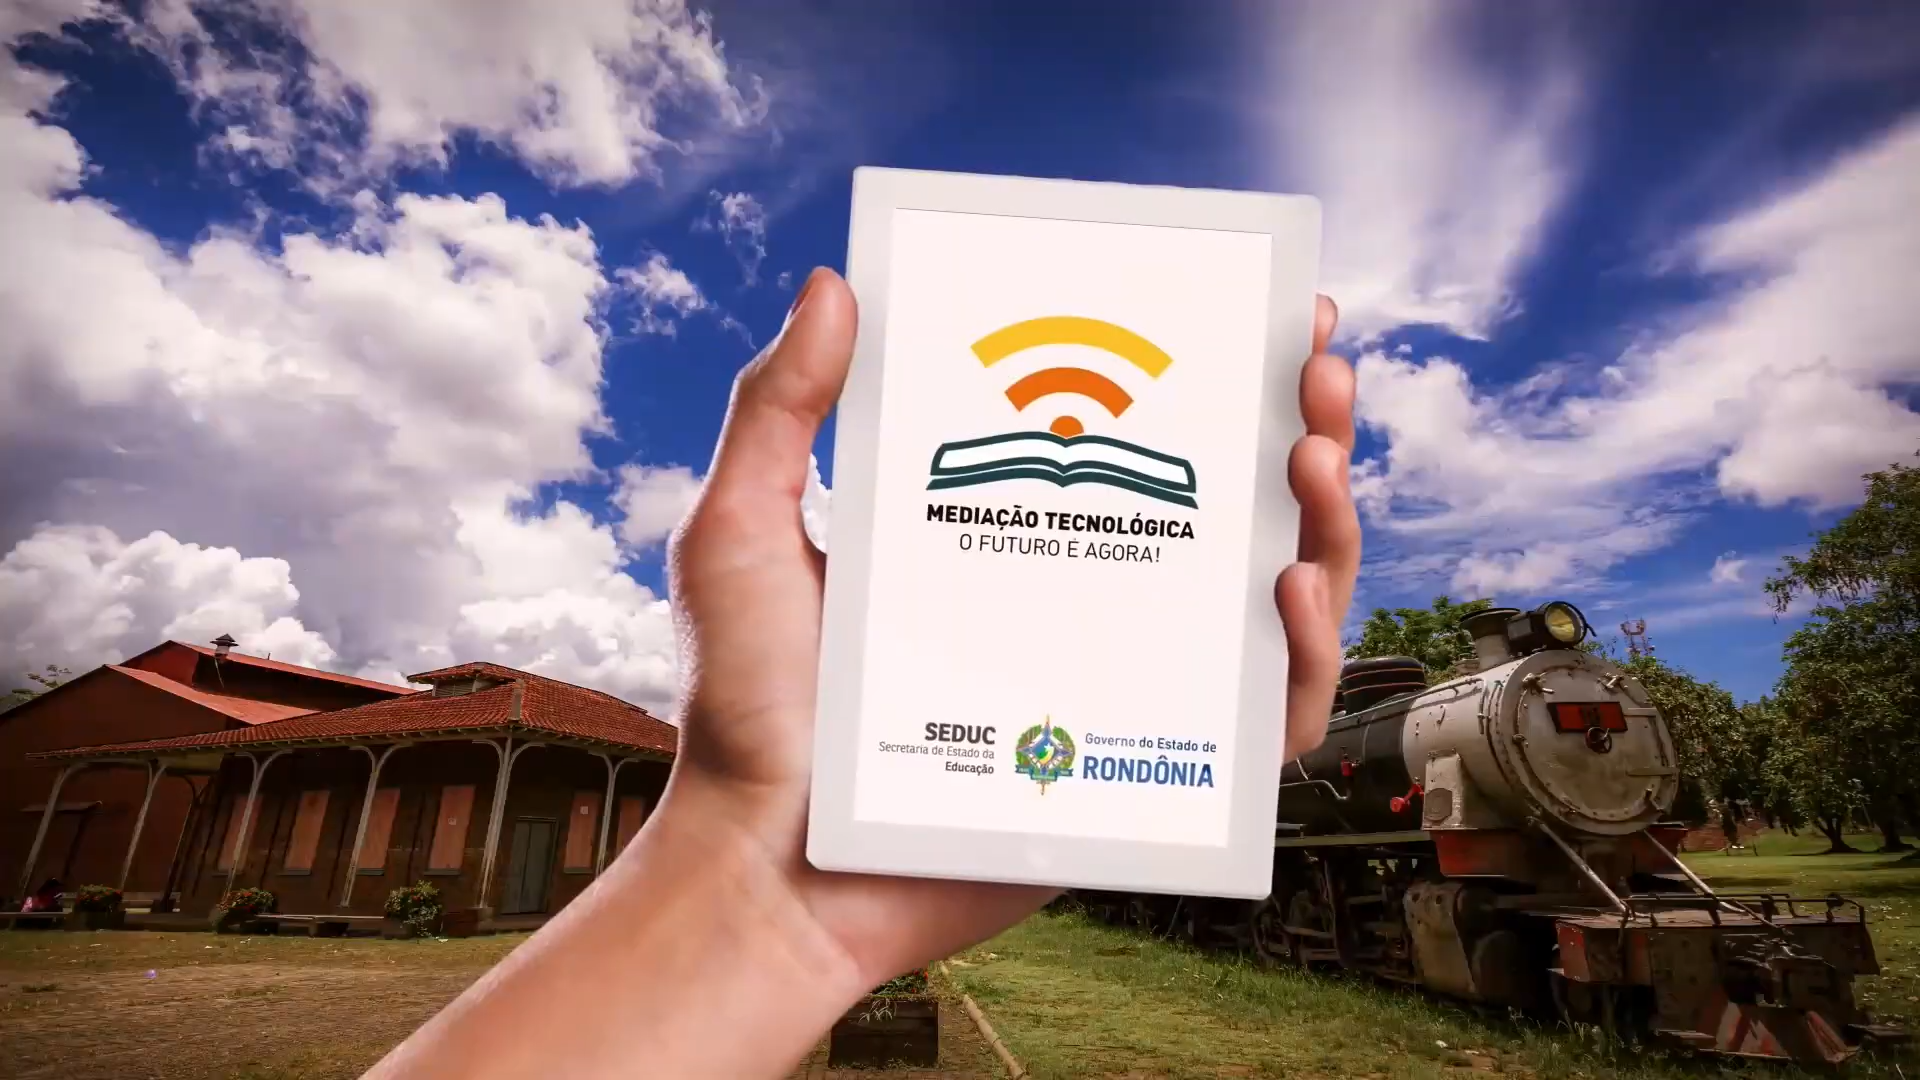 MEDIAÇÃO TECNOLÓGICA
O FUTURO É AGORA!
SEDUC
Secretaria de Estado da
Educação
Governo do Estado de
RONDÔNIA